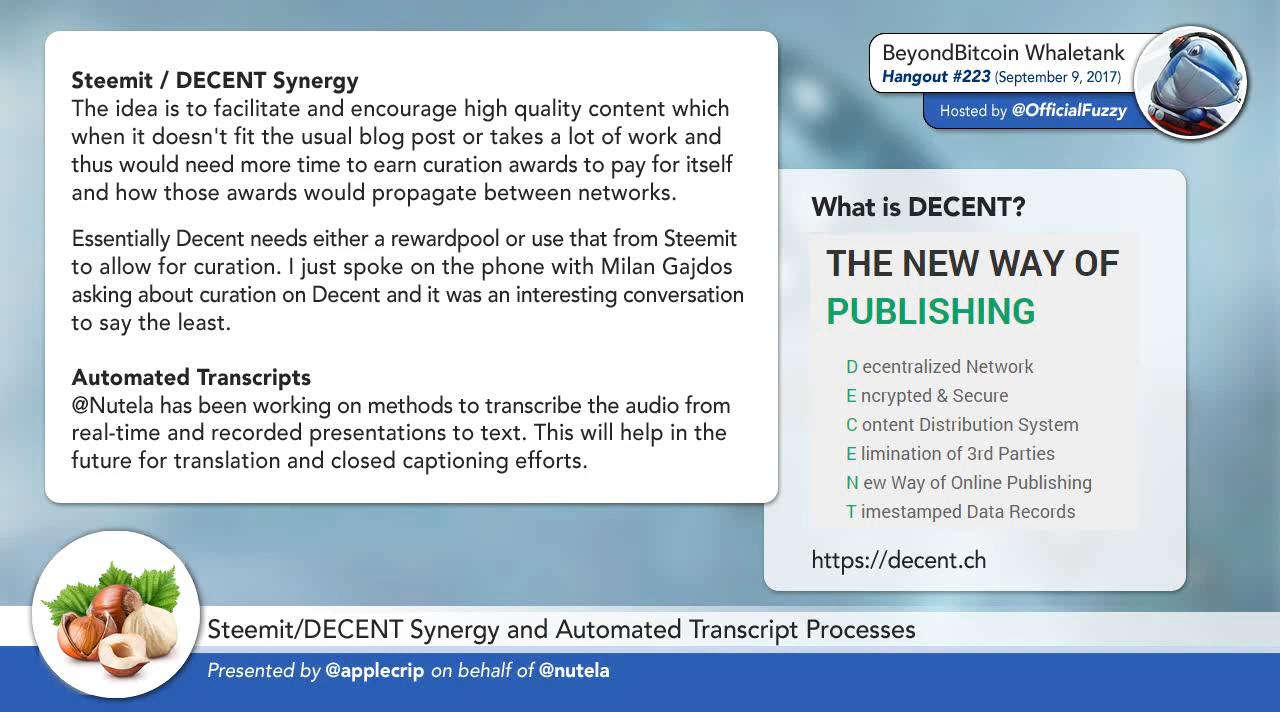 Steemit / DECENT Synergy
The idea is to facilitate and encourage high quality content which
when it doesn't fit the usual blog post or takes a lot of work and
thus would need more time to earn curation awards to pay for itself
and how those awards would propagate between networks.
Essentially Decent needs either a rewardpool or use that from Steemit
to allow for curation. I just spoke on the phone with Milan Gajdos
asking about curation on Decent and it was an interesting conversation
to say the least.
Automated Transcripts
@Nutela has been working on methods to transcribe the audio from
real-time and recorded presentations to text. This will help in the
future for translation and closed captioning efforts.
BeyondBitcoin Whaletank
Hangout #223 (September 9, 2017)
Hosted by @OfficialFuzzy
What is DECENT?
THE NEW WAY OF
PUBLISHING
D ecentralized Network
E ncrypted & Secure
C ontent Distribution System
E limination of 3rd Parties
N ew Way of Online Publishing
T imestamped Data Records
https://decent.ch
Steemit/DECENT Synergy and Automated Transcript Processes
Presented by @applecrip on behalf of @nutela